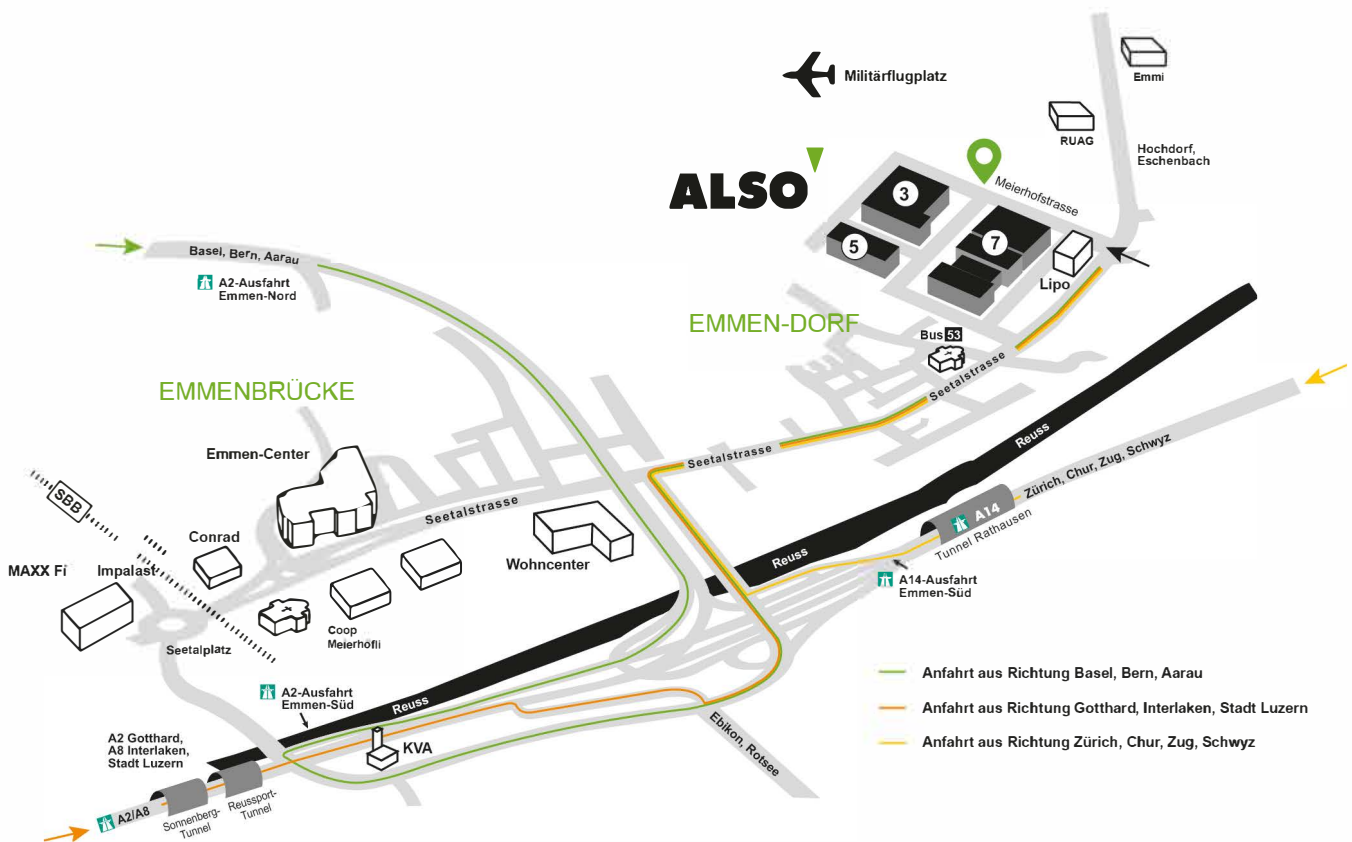 Militärflugplatz
Emmi
RUAG
Hochdorf,
Eschenbach
ALSO
3
Meierhofstrasse
5
7
Lipo
Basel, Bern, Aarau
A2-Ausfahrt
Emmen-Nord
EMMEN-DORF
Bus 53
Seetalstrasse
EMMENBRÜCKE
Emmen-Center
Seetalstrasse
Reuss
Zürich, Chur, Zug, Schwyz
SBB
Seetalstrasse
A14
Tunnel Rathausen
Conrad
Wohncenter
Reuss
MAXX Fi
Impalast
A14-Ausfahrt
Emmen-Süd
Coop
Meierhöfli
Seetalplatz
A2-Ausfahrt
Emmen-Süd
Reuss
Anfahrt aus Richtung Basel, Bern, Aarau
Anfahrt aus Richtung Gotthard, Interlaken, Stadt Luzern
Anfahrt aus Richtung Zürich, Chur, Zug, Schwyz
A2 Gotthard,
A8 Interlaken,
Stadt Luzern
KVA
Ebikon, Rotsee
A2/A8
Sonnenberg-
Tunnel
Reussport-
Tunnel